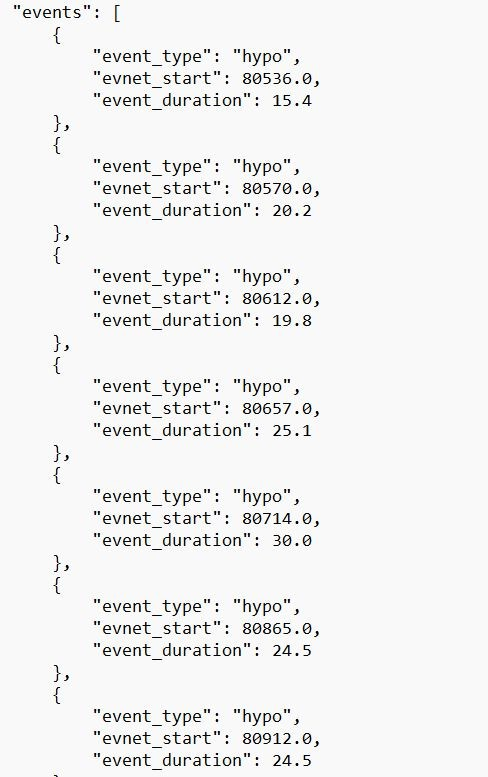 "events": [
{
"event_type": "hypo",
"evnet_start": 80536.0,
"event_duration": 15.4
},
{
"event_type": "hypo",
"evnet_start": 80570.0,
"event_duration": 20.2
},
{
"event_type": "hypo",
"evnet_start": 80612.0,
"event_duration": 19.8
},
{
"event_type": "hypo",
"evnet_start": 80657.0,
"event_duration": 25.1
},
{
"event_type": "hypo",
"evnet_start": 80714.0,
"event_duration": 30.0
},
{
"event_type": "hypo",
"evnet_start": 80865.0,
"event_duration": 24.5
},
{
"event_type": "hypo",
"evnet_start": 80912.0,
"event_duration": 24.5